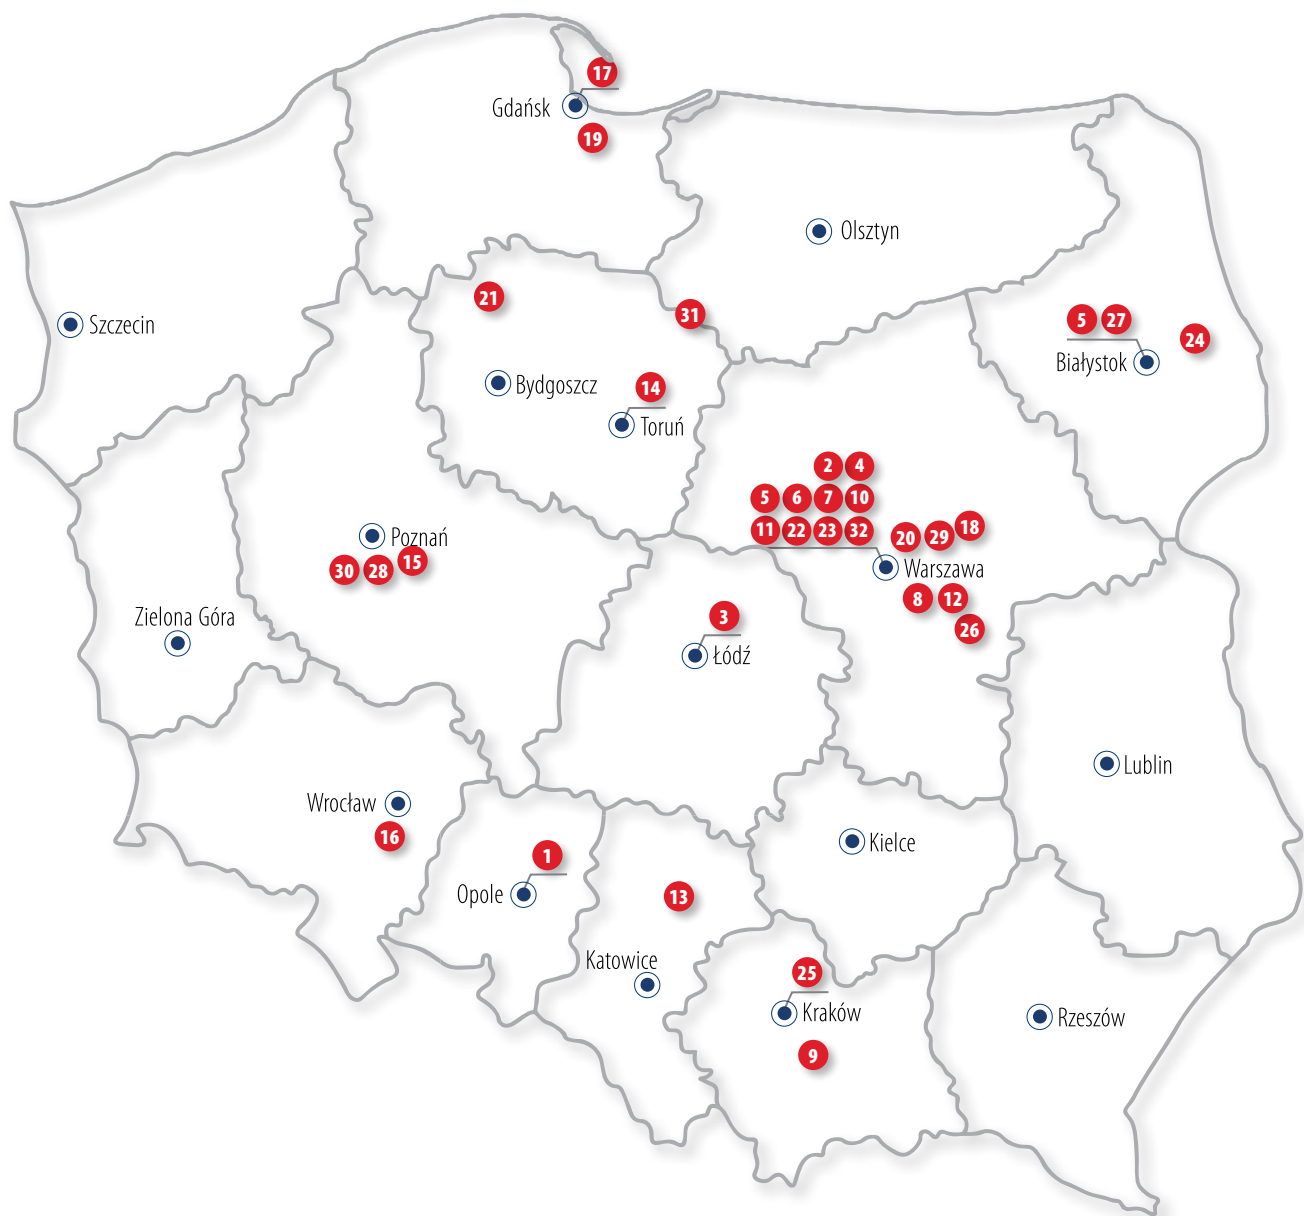 17
Gdańsk
19
Olsztyn
21
31
Szczecin
5 27
24
Białystok
Bydgoszcz
14
Toruń
2 4
5 6 7 10
11 22 23 32
20 29 18
Warszawa
8 12
26
Poznań
30 28 15
Zielona Góra
3
Łódź
Lublin
Wrocław
16
Kielce
1
Opole
13
Katowice
25
Kraków
9
Rzeszów